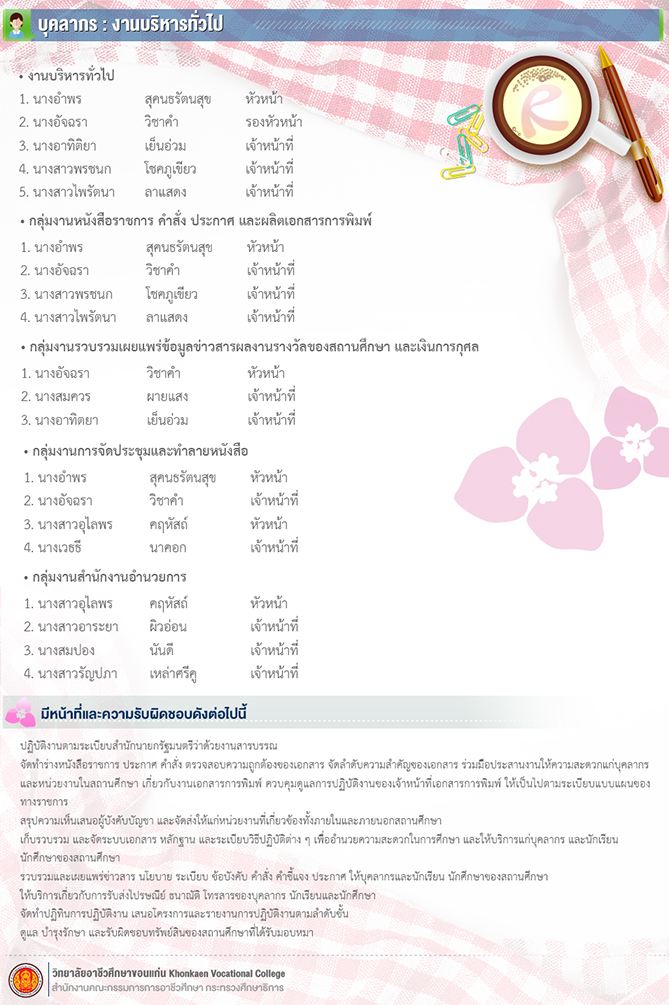 บุคลากร : งานบริหารทั่วไป
• งานบริหารทั่วไป
1. นางอำพร สุคนธรัตนสุข หัวหน้า
2. นางอัจฉรา วิชาคำ รองหัวหน้า
3. นางอาทิติยา เย็นอ่วม เจ้าหน้าที่
4. นางสาวพรชนก โชคภูเขียว เจ้าหน้าที่
5. นางสาวไพรัตนา ลาแสดง เจ้าหน้าที่
• กลุ่มงานหนังสือราชการ คำสั่ง ประกาศ และผลิตเอกสารการพิมพ์
1. นางอำพร สุคนธรัตนสุข หัวหน้า
2. นางอัจฉรา วิชาคำ เจ้าหน้าที่
3. นางสาวพรชนก โชคภูเขียว เจ้าหน้าที่
4. นางสาวไพรัตนา ลาแสดง เจ้าหน้าที่
• กลุ่มงานรวบรวมเผยแพร่ข้อมูลข่าวสารผลงานรางวัลของสถานศึกษา และเงินการกุศล
1. นางอัจฉรา วิชาคำ หัวหน้า
2. นางสมควร ผายแสง เจ้าหน้าที่
3. นางอาทิตยา เย็นอ่วม เจ้าหน้าที่
• กลุ่มงานการจัดประชุมและทำลายหนังสือ
1. นางอำพร สุคนธรัตนสุข หัวหน้า
2. นางอัจฉรา วิชาคำ เจ้าหน้าที่
3. นางสาวอุไลพร คฤหัสถ์ หัวหน้า
4. นางเวธธี นาคอก เจ้าหน้าที่
• กลุ่มงานสำนักงานอำนวยการ
1. นางสาวอุไลพร คฤหัสถ์ หัวหน้า
2. นางสาวอาระยา ผิวอ่อน เจ้าหน้าที่
3. นางสมปอง นันดี เจ้าหน้าที่
4. นางสาวรัญปภา เหล่าศรีคู เจ้าหน้าที่
มีหน้าที่และความรับผิดชอบดังต่อไปนี้
ปฏิบัติงานตามระเบียบสำนักนายกรัฐมนตรีว่าด้วยงานสารบรรณ
จัดทำร่างหนังสือราชการ ประกาศ คำสั่ง ตรวจสอบความถูกต้องของเอกสาร จัดลำดับความสำคัญของเอกสาร ร่วมมือประสานงานให้ความสะดวกแก่บุคลากร
และหน่วยงานในสถานศึกษา เกี่ยวกับงานเอกสารการพิมพ์ ควบคุมดูแลการปฏิบัติงานของเจ้าหน้าที่เอกสารการพิมพ์ ให้เป็นไปตามระเบียบแบบแผนของ
ทางราชการ
สรุปความเห็นเสนอผู้บังคับบัญชา และจัดส่งให้แก่หน่วยงานที่เกี่ยวข้องทั้งภายในและภายนอกสถานศึกษา
เก็บรวบรวม และจัดระบบเอกสาร หลักฐาน และระเบียบวิธีปฏิบัติต่าง ๆ เพื่ออำนวยความสะดวกในการศึกษา และให้บริการแก่บุคลากร และนักเรียน
นักศึกษาของสถานศึกษา
รวบรวมและเผยแพร่ข่าวสาร นโยบาย ระเบียบ ข้อบังคับ คำสั่ง คำชี้แจง ประกาศ ให้บุคลากรและนักเรียน นักศึกษาของสถานศึกษา
ให้บริการเกี่ยวกับการรับส่งไปรษณีย์ ธนาณัติ โทรสารของบุคลากร นักเรียนและนักศึกษา
จัดทำปฏิทินการปฏิบัติงาน เสนอโครงการและรายงานการปฏิบัติงานตามลำดับขั้น
ดูแล บำรุงรักษา และรับผิดชอบทรัพย์สินของสถานศึกษาที่ได้รับมอบหมา
วิทยาลัยอาชีวศึกษาขอนแก่น Khonkaen Vocational College
สำนักงานคณะกรรมการการอาชีวศึกษา กระทรวงศึกษาธิการ